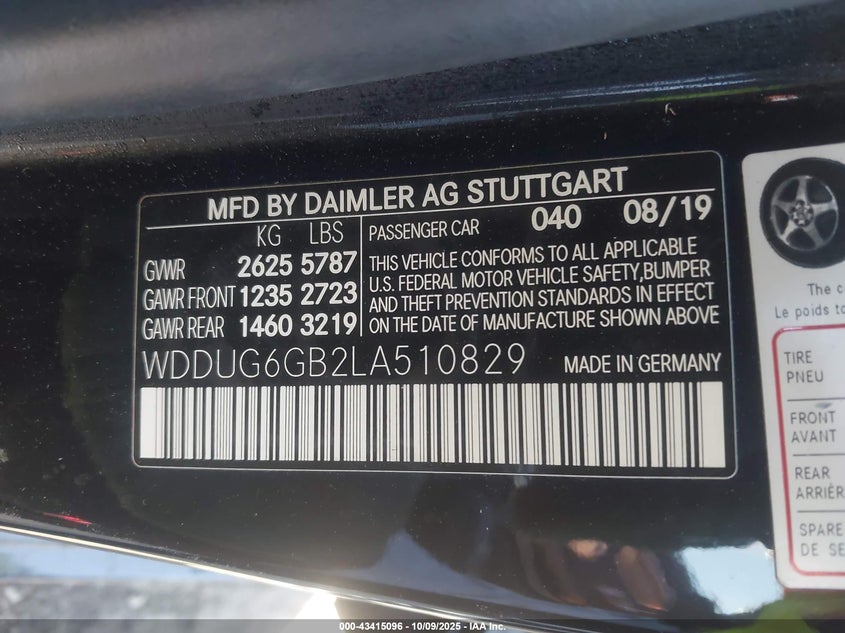 MFD BY DAIMLER AG STUTTGART
KG LBS
GVWR 2625 5787
GAWR FRONT 1235 2723
GAWR REAR 1460 3219
PASSENGER CAR 040 08/19
THIS VEHICLE CONFORMS TO ALL APPLICABLE
U.S. FEDERAL MOTOR VEHICLE SAFETY, BUMPER
AND THEFT PREVENTION STANDARDS IN EFFECT
ON THE DATE OF MANUFACTURE SHOWN ABOVE
WDDUG6GB2LA510829 MADE IN GERMANY
The
Le poids
TIRE
PNEU
FRONT
AVANT
REAR
ARRIÈR
SPARE
DE SE
000-43415096 - 10/09/2025 - IAA Inc.